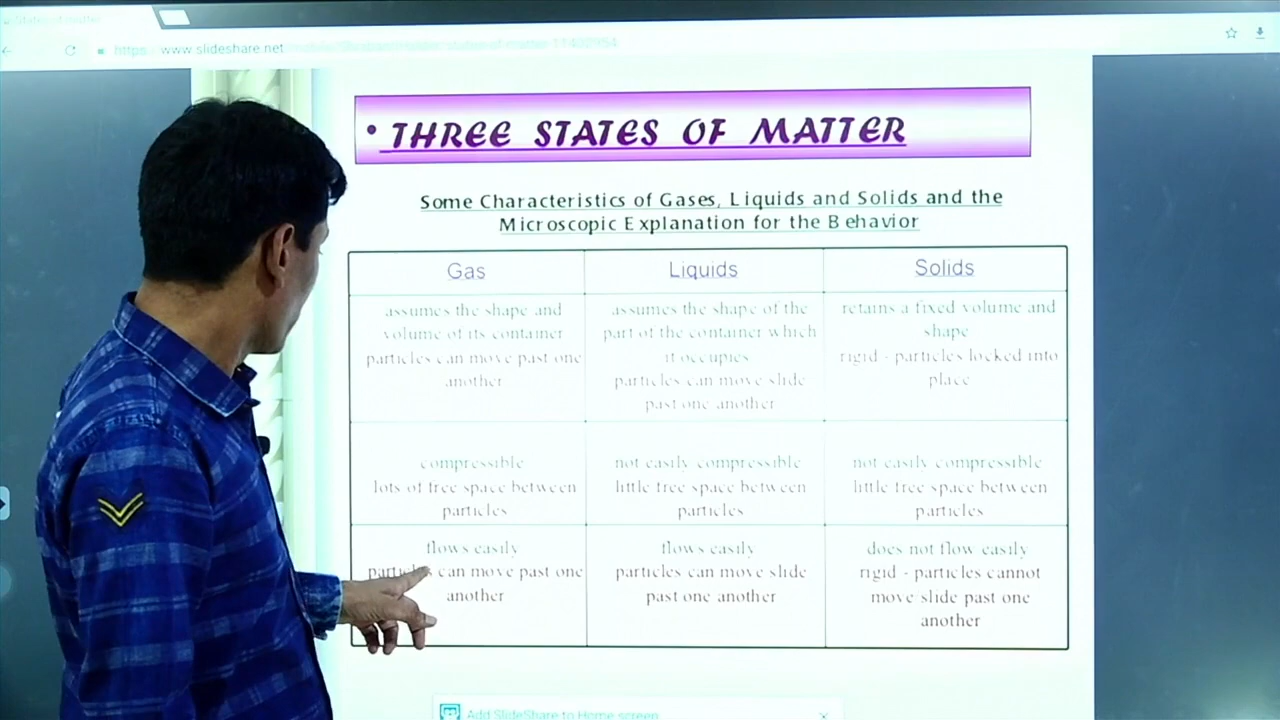 States of matter
https www.slideshare.net
• THREE STATES OF MATTER
Some Characteristics of Gases, Liquids and Solids and the
Microscopic Explanation for the Behavior
Gas
Liquids
Solids
assumes the shape and
volume of its container
particles can move past one
another
assumes the shape of the
part of the container which
it occupies
particles can move slide
past one another
retains a fixed volume and
shape
rigid - particles locked into
place
compressible
lots of free space between
particles
not easily compressible
little free space between
particles
not easily compressible
little free space between
particles
flows easily
particles can move past one
another
flows easily
particles can move slide
past one another
does not flow easily
rigid - particles cannot
move slide past one
another
Add SlideShare to Home screen